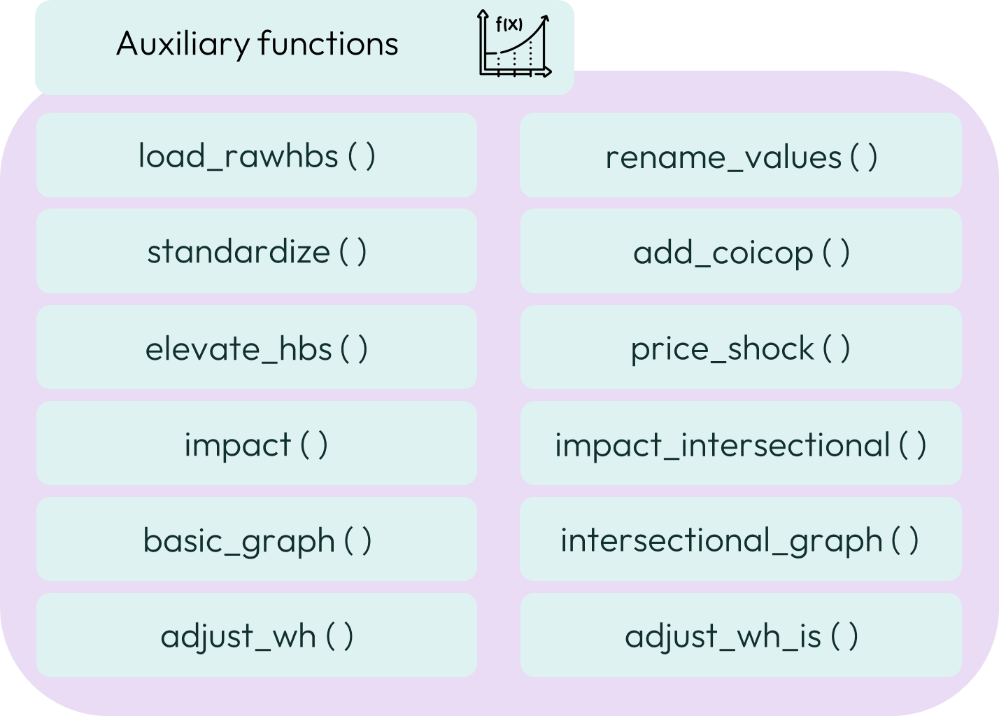 Auxiliary functions
f(x)
load_rawhbs ( )
rename_values ( )
standardize ( )
add_coicop ( )
elevate_hbs ( )
price_shock ( )
impact ( )
impact_intersectional ( )
basic_graph ( )
intersectional_graph ( )
adjust_wh ( )
adjust_wh_is ( )